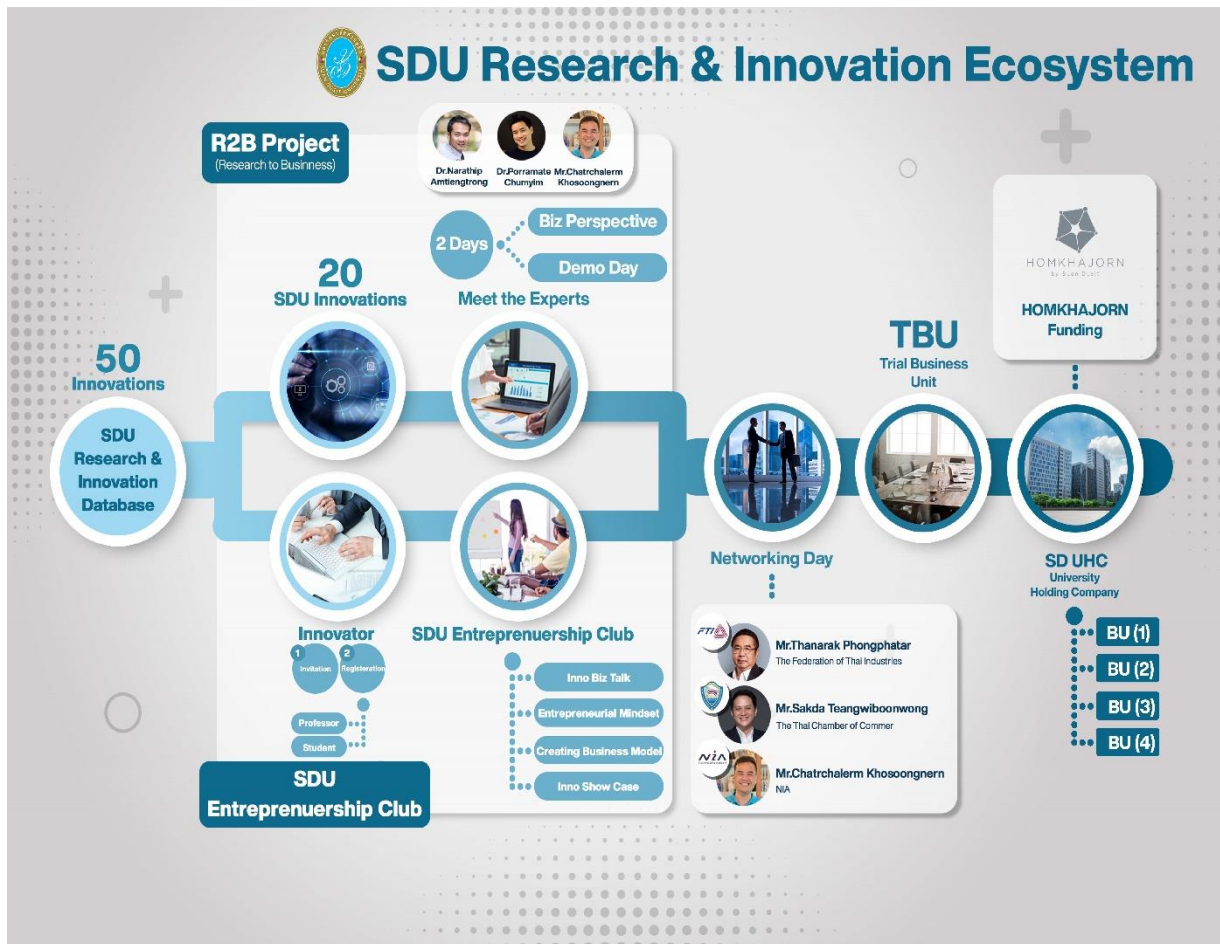 SDU Research & Innovation Ecosystem
R2B Project
(Research to Businness)
Dr.Narathip
Amtiengtrong
Dr.Porramate
Chumyim
Mr.Chatrchalerm
Khosoongnern
2 Days
Biz Perspective
Demo Day
20
SDU Innovations
Meet the Experts
50
Innovations
SDU
Research &
Innovation
Database
HOMKHAJORN
by Suan Dusit
HOMKHAJORN
Funding
TBU
Trial Business
Unit
Networking Day
SD UHC
University
Holding Company
BU (1)
BU (2)
BU (3)
BU (4)
Innovator
1
Invitation
2
Registeration
Professor
Student
SDU
Entreprenuership Club
SDU Entreprenuership Club
Inno Biz Talk
Entrepreneurial Mindset
Creating Business Model
Inno Show Case
FTI
Mr.Thanarak Phongphatar
The Federation of Thai Industries
Mr.Sakda Teangwiboonwong
The Thai Chamber of Commer
NIA
Mr.Chatrchalerm Khosoongnern
NIA